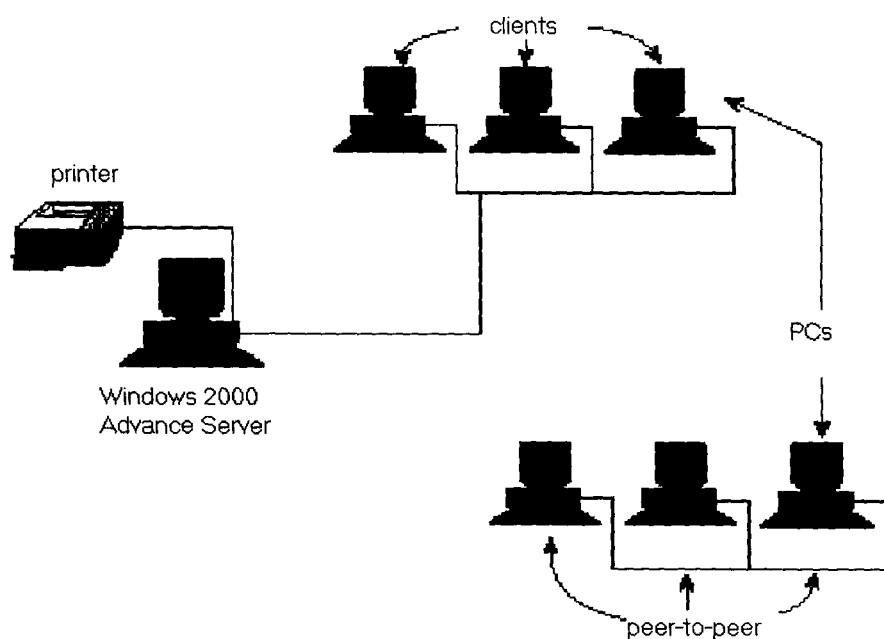 clients
printer
PCs
Windows 2000
Advance Server
peer-to-peer